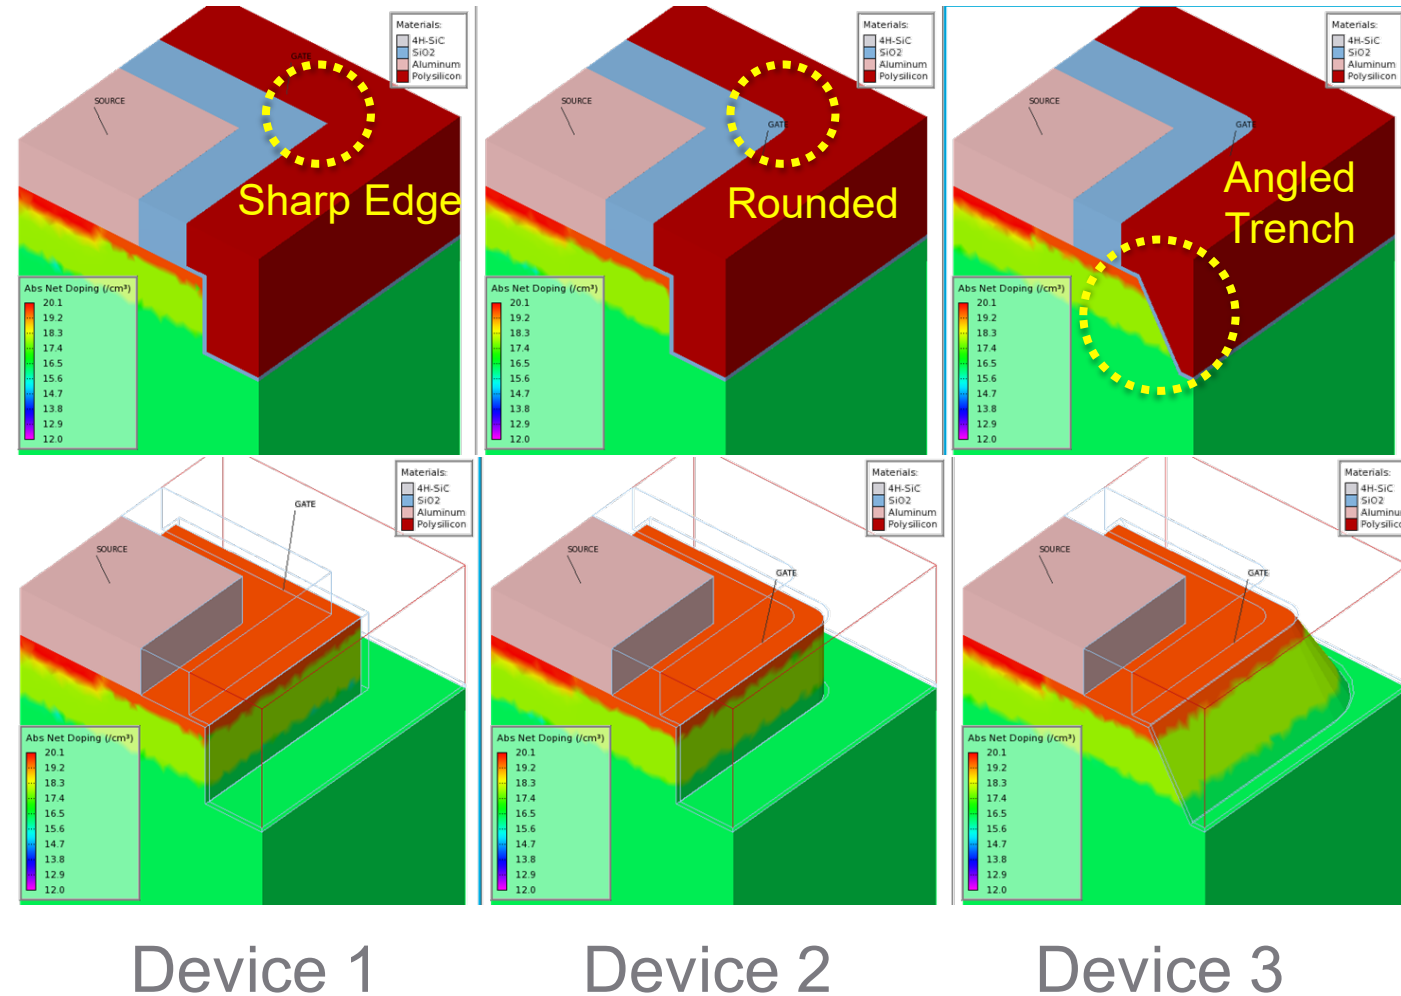 Materials:
4H-SiC
SiO2
Aluminum
Polysilicon
GATE
SOURCE
Sharp Edge
Abs Net Doping (/cm³)
20.1
19.2
18.3
17.4
16.5
15.6
14.7
13.8
12.9
12.0
Materials:
4H-SiC
SiO2
Aluminum
Polysilicon
SOURCE
GATE
Rounded
Abs Net Doping (/cm³)
20.1
19.2
18.3
17.4
16.5
15.6
14.7
13.8
12.9
12.0
Materials:
4H-SiC
SiO2
Aluminum
Polysilicon
SOURCE
GATE
Angled
Trench
Abs Net Doping (/cm³)
20.1
19.2
18.3
17.4
16.5
15.6
14.7
13.8
12.9
12.0
Materials:
4H-SiC
SiO2
Aluminum
Polysilicon
GATE
SOURCE
Abs Net Doping (/cm³)
20.1
19.2
18.3
17.4
16.5
15.6
14.7
13.8
12.9
12.0
Materials:
4H-SiC
SiO2
Aluminum
Polysilicon
SOURCE
GATE
Abs Net Doping (/cm³)
20.1
19.2
18.3
17.4
16.5
15.6
14.7
13.8
12.9
12.0
Materials:
4H-SiC
SiO2
Aluminu
Polysilic
SOURCE
GATE
Abs Net Doping (/cm³)
20.1
19.2
18.3
17.4
16.5
15.6
14.7
13.8
12.9
12.0
Device 1
Device 2
Device 3